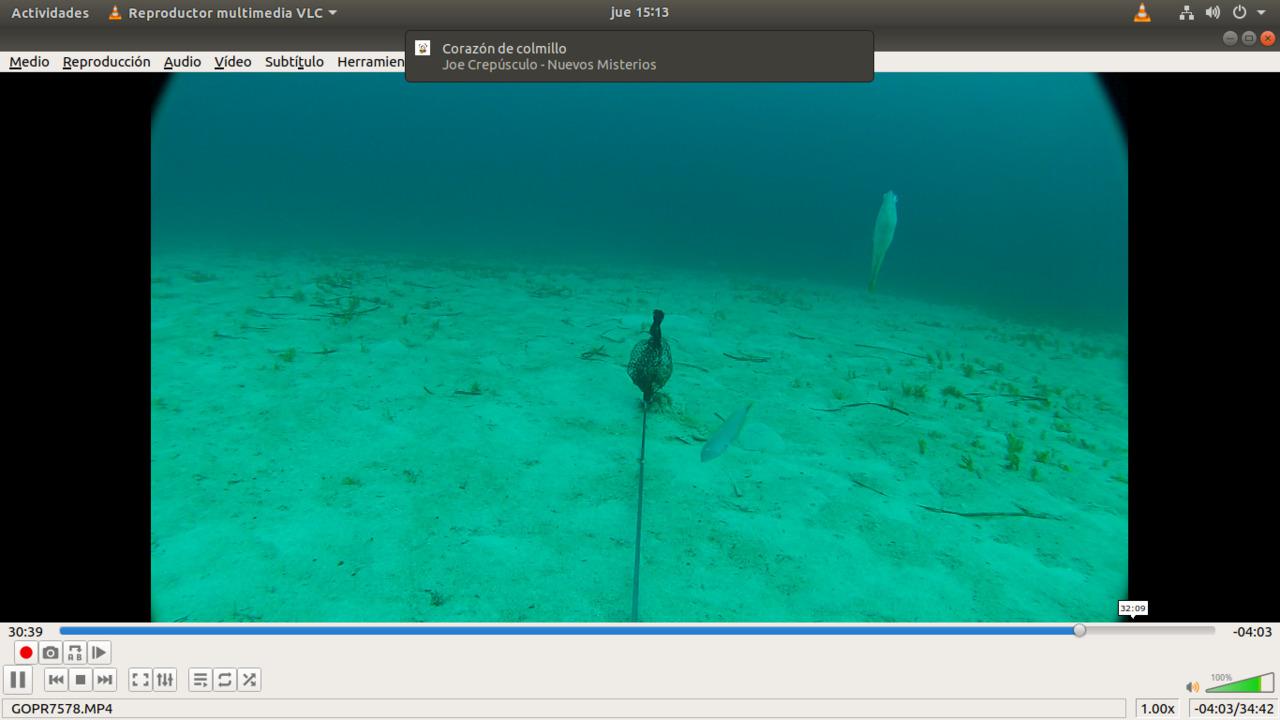 Actividades Reproductor multimedia VLC jue 15:13
Corazón de colmillo
Joe Crepúsculo - Nuevos Misterios
Medio Reproducción Audio Vídeo Subtítulo Herramien
32:09
30:39 -04:03
A B
100%
GOPR7578.MP4 1.00x -04:03/34:42